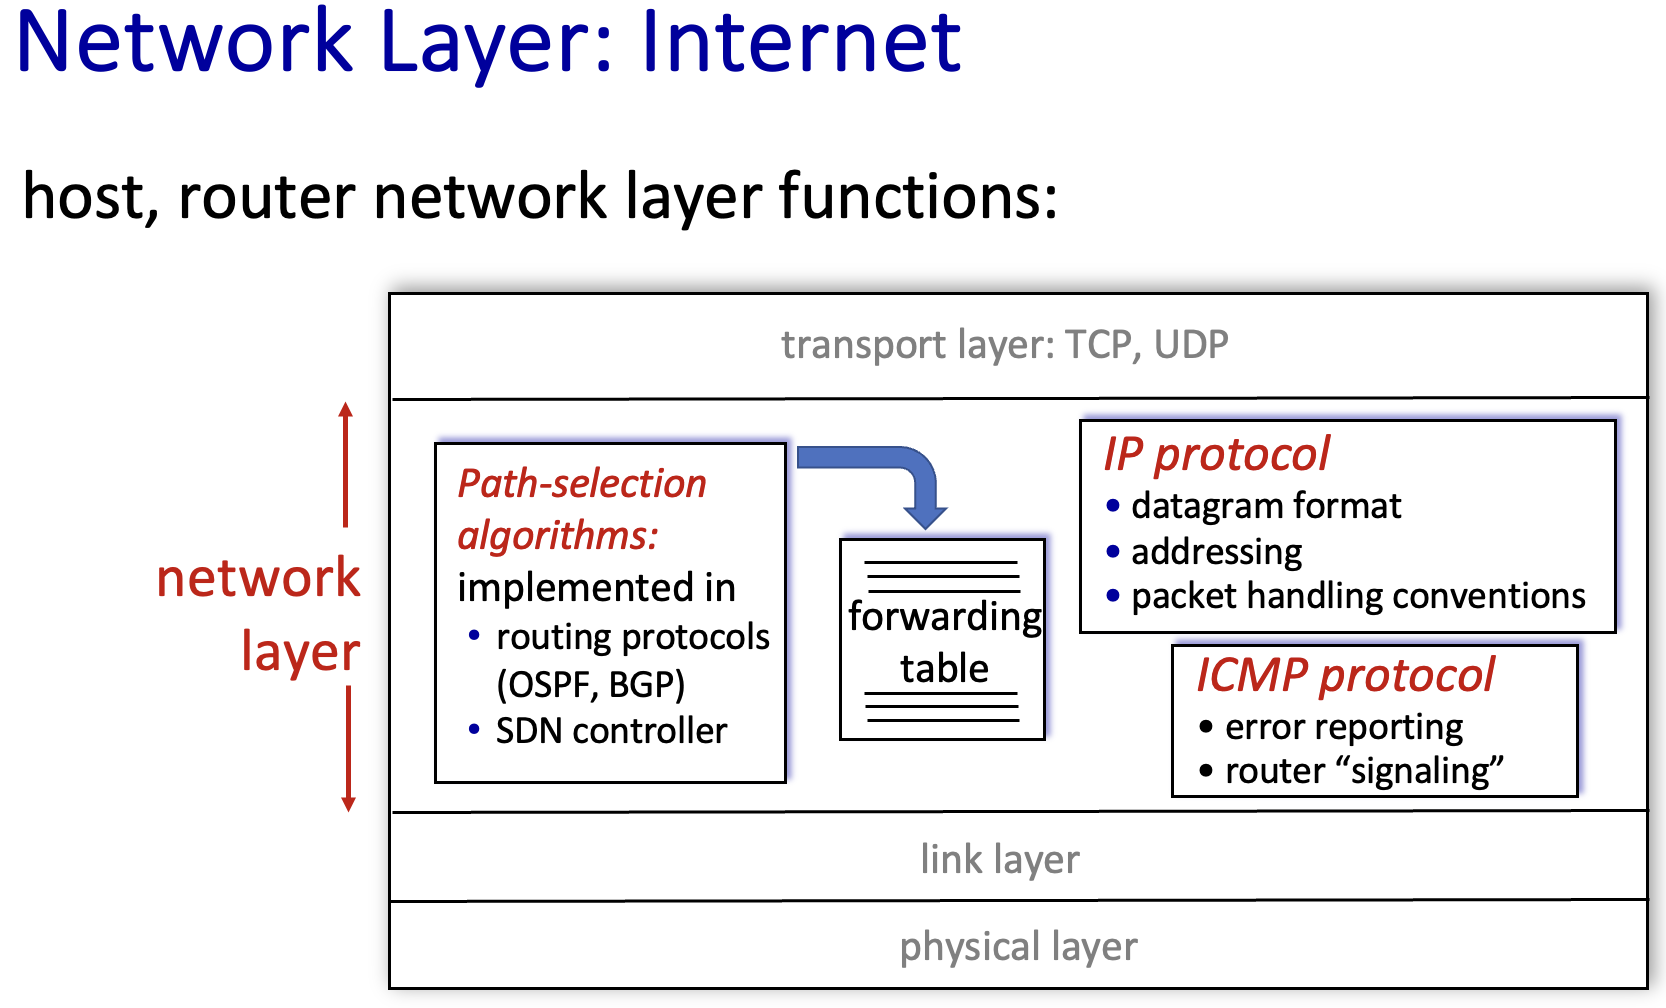 Network Layer: Internet
host, router network layer functions:
transport layer: TCP, UDP
network
layer
Path-selection
algorithms:
implemented in
• routing protocols
(OSPF, BGP)
• SDN controller
forwarding
table
IP protocol
• datagram format
• addressing
• packet handling conventions
ICMP protocol
• error reporting
• router “signaling”
link layer
physical layer